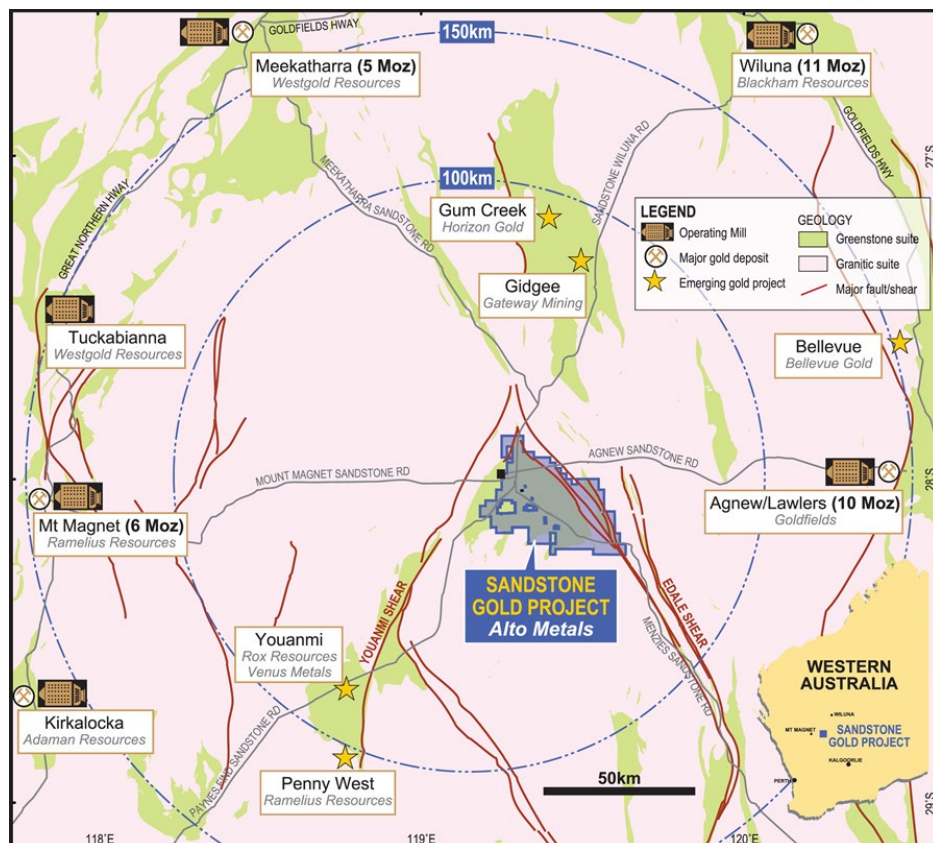 GOLDFIELDS HWY
150km
Meekatharra (5 Moz)
Westgold Resources
Wiluna (11 Moz)
Blackham Resources
GOLDFIELDS HWY
27°S
GREAT NORTHERN HWAY
MEEKATHARRA SANDSTONE RD
SANDSTONE WILUNA RD
100km
Gum Creek
Horizon Gold
Gidgee
Gateway Mining
LEGEND
Operating Mill
Major gold deposit
Emerging gold project
GEOLOGY
Greenstone suite
Granitic suite
Major fault/shear
Tuckabianna
Westgold Resources
Bellevue
Bellevue Gold
MOUNT MAGNET SANDSTONE RD
AGNEW SANDSTONE RD
28°S
Mt Magnet (6 Moz)
Ramelius Resources
Agnew/Lawlers (10 Moz)
Goldfields
SANDSTONE
GOLD PROJECT
Alto Metals
YOUANMI SHEAR
EDALE SHEAR
MENZIES SANDSTONE RD
Youanmi
Rox Resources
Venus Metals
Kirkalocka
Adaman Resources
PAYNES FIND SANDSTONE RD
Penny West
Ramelius Resources
50km
WESTERN
AUSTRALIA
WILUNA
MT MAGNET
SANDSTONE
GOLD PROJECT
KALGOORLIE
PERTH
29°S
118°E
119°E
120°E